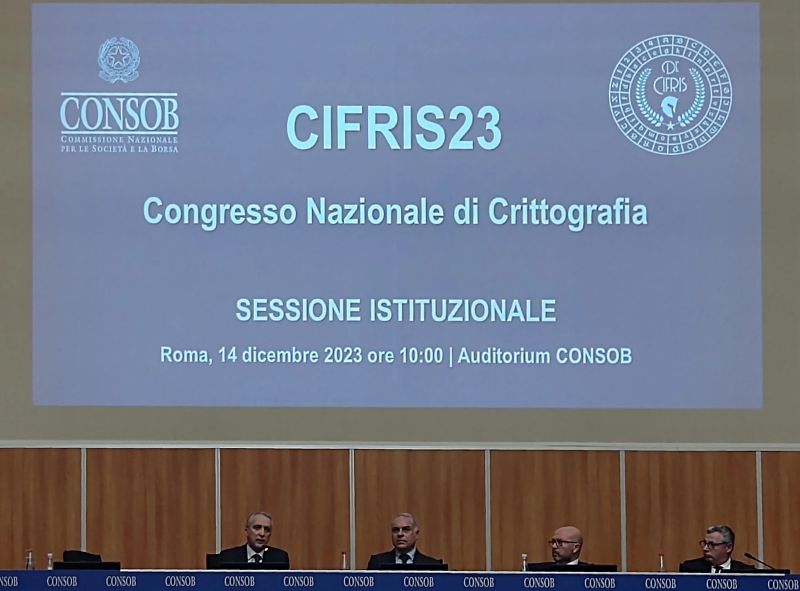 CONSOB
COMMISSIONE NAZIONALE
PER LE SOCIETÀ E LA BORSA
DE
CIFRIS
CIFRIS23
Congresso Nazionale di Crittografia
SESSIONE ISTITUZIONALE
Roma, 14 dicembre 2023 ore 10:00 | Auditorium CONSOB
NSOB CONSOB CONSOB CONSOB CONSOB CONSOB CONSOB CONSOB CONSOB CONSOB CONSOB CONSOB CONSOB CONSOB